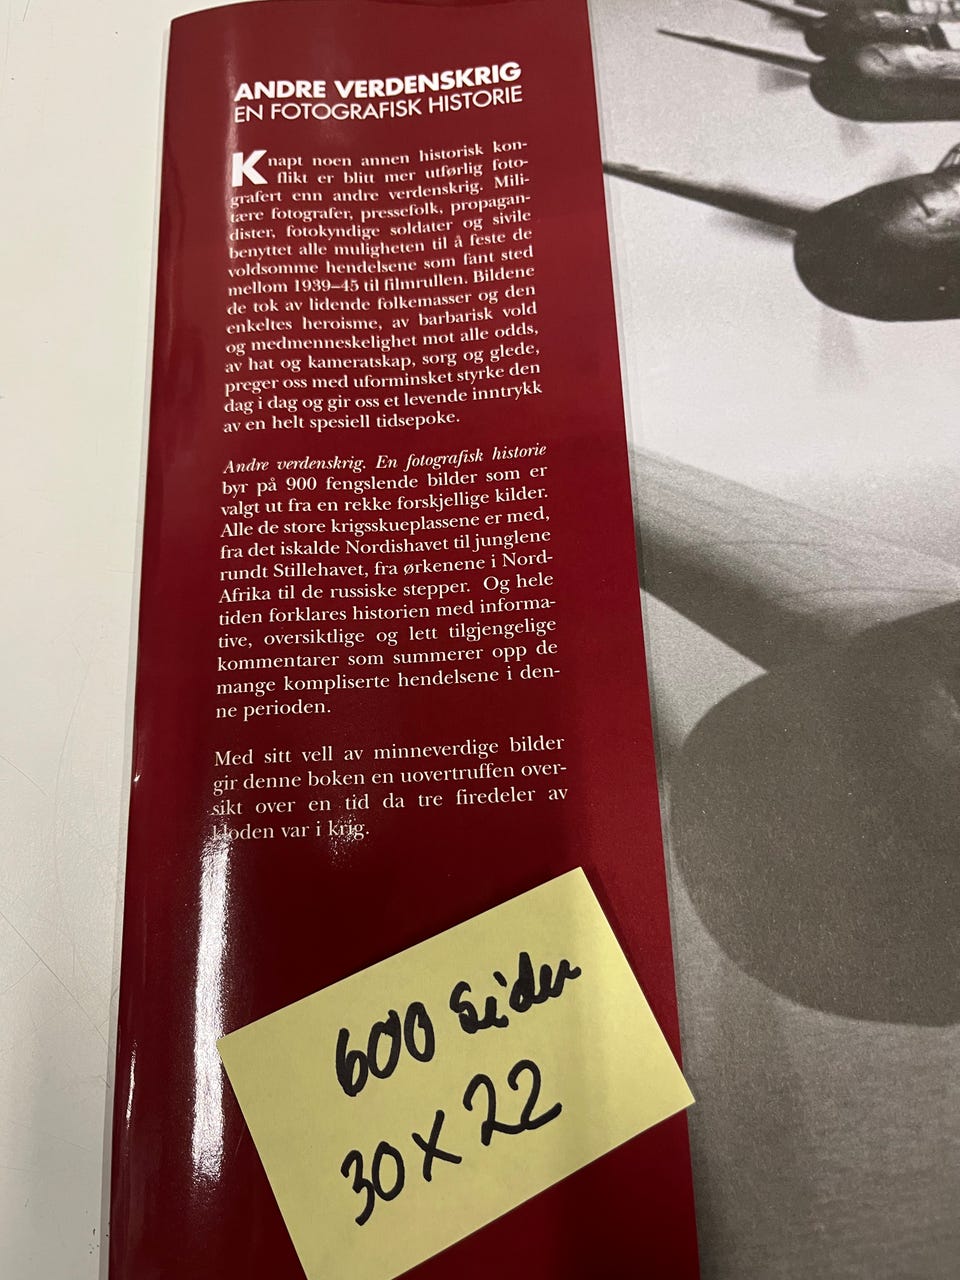 ANDRE VERDENSKRIG
EN FOTOGRAFISK HISTORIE
Knapt noen annen historisk kon-
flikt er blitt mer utførlig foto-
grafert enn andre verdenskrig. Mili-
tære fotografer, pressefolk, propagan-
dister, fotokyndige soldater og sivile
benyttet alle muligheten til å feste de
voldsomme hendelsene som fant sted
mellom 1939–45 til filmrullen. Bildene
de tok av lidende folkemasser og den
enkeltes heroisme, av barbarisk vold
og medmenneskelighet mot alle odds,
av hat og kameratskap, sorg og glede,
preger oss med uforminsket styrke den
dag i dag og gir oss et levende inntrykk
av en helt spesiell tidsepoke.
Andre verdenskrig. En fotografisk historie
byr på 900 fengslende bilder som er
valgt ut fra en rekke forskjellige kilder.
Alle de store krigsskueplassene er med,
fra det iskalde Nordishavet til junglene
rundt Stillehavet, fra ørkenene i Nord-
Afrika til de russiske stepper. Og hele
tiden forklares historien med informa-
tive, oversiktlige og lett tilgjengelige
kommentarer som summerer opp de
mange kompliserte hendelsene i den-
ne perioden.
Med sitt vell av minneverdige bilder
gir denne boken en uovertruffen over-
sikt over en tid da tre firedeler av
kloden var i krig.
600 Sider
30 x 22